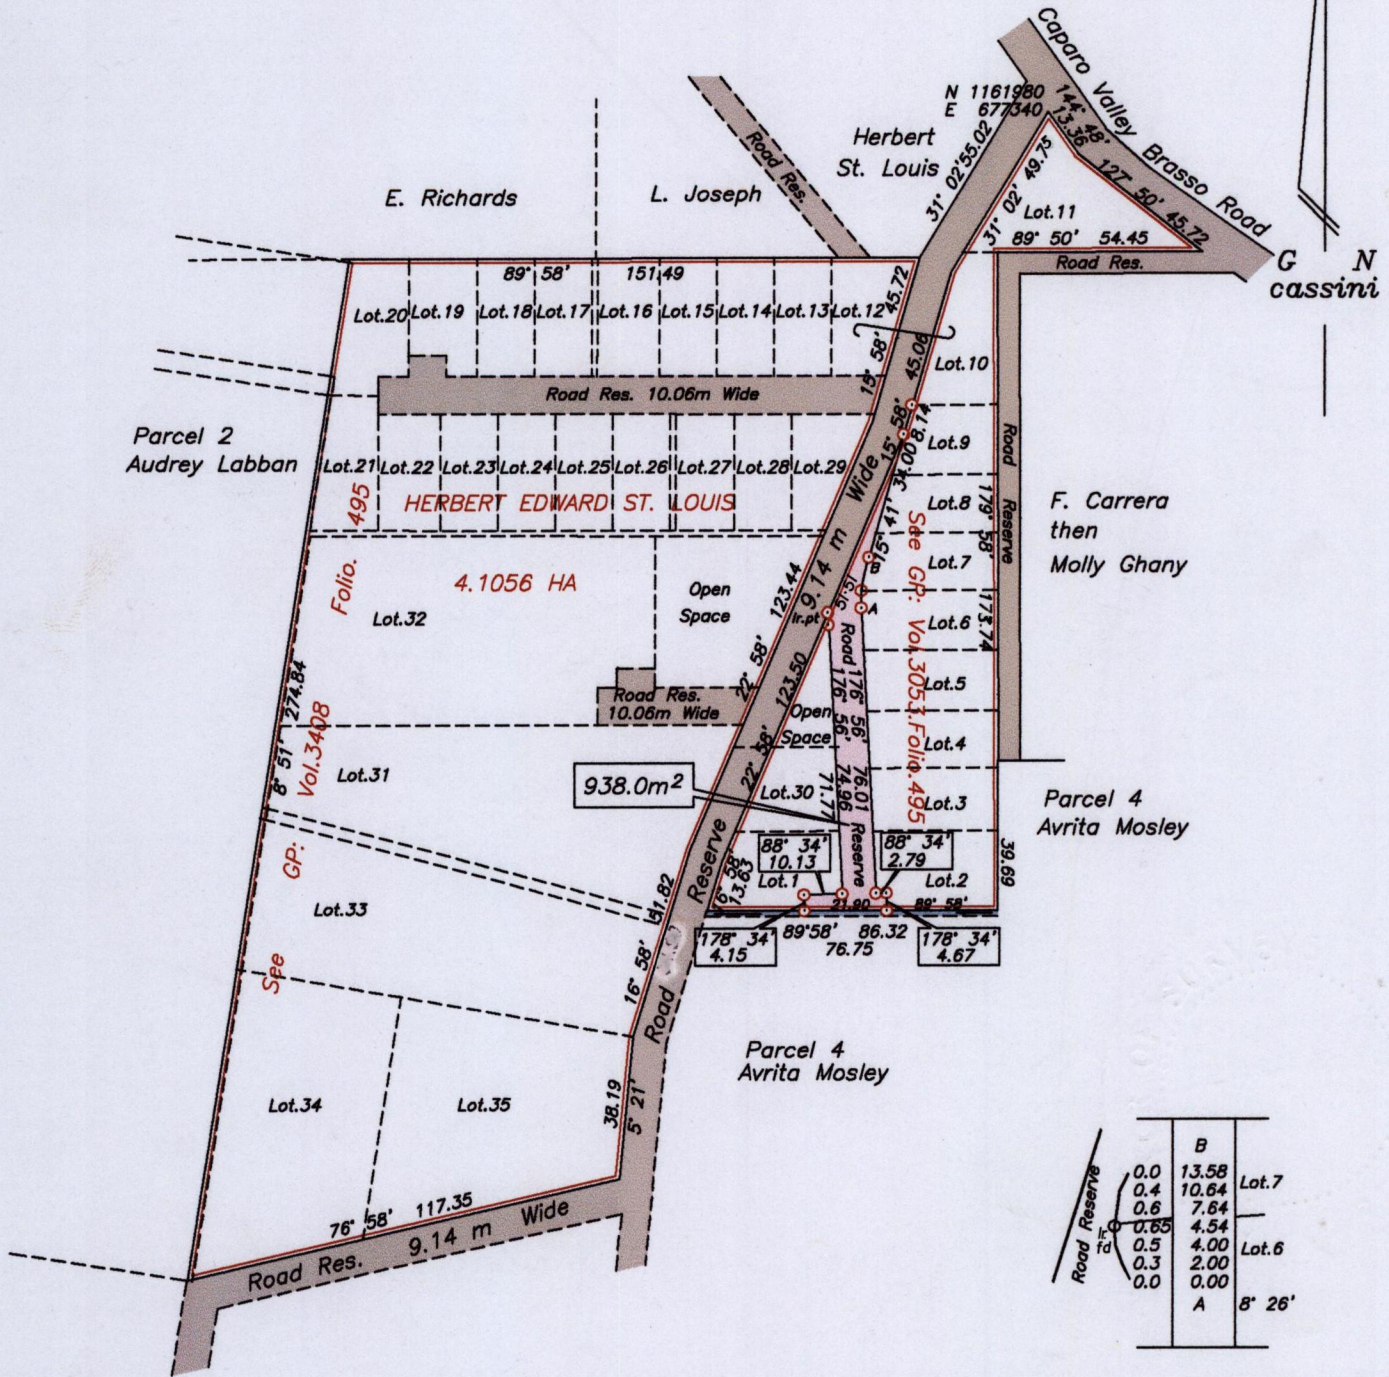 Caparo Valley Brasso Road
N 1161980
E 677340
144° 48'
13.36
127° 50' 45.72
Herbert
St. Louis
31° 02' 55.02
31° 02' 49.75
Lot.11
89° 50' 54.45
Road Res.
G N
cassini
Road Res.
E. Richards
L. Joseph
89° 58' 151.49
Lot.20
Lot.19
Lot.18
Lot.17
Lot.16
Lot.15
Lot.14
Lot.13
Lot.12
15° 58' 45.72
45.06
Lot.10
Road Res. 10.06m Wide
Parcel 2
Audrey Labban
Lot.21
Lot.22
Lot.23
Lot.24
Lot.25
Lot.26
Lot.27
Lot.28
Lot.29
15° 58' 8.14
Lot.9
Road Reserve
HERBERT EDWARD ST. LOUIS
15° 41' 34.00
Lot.8
179° 58' 173.74
F. Carrera
then
Molly Ghany
See GP: Vol.3408 Folio. 495
4.1056 HA
Lot.32
Open
Space
22° 58' 123.44
Road Reserve 9.14 m Wide
Ir.pt
51.51
B
A
Lot.7
Lot.6
See GP: Vol.3053.Folio.495
Lot.5
Road Res.
10.06m Wide
22° 58' 123.50
Open
Space
Road Reserve
176° 56' 74.96
176° 56' 76.01
Lot.4
8° 51' 274.84
Lot.31
938.0m²
Lot.30
71.77
Lot.3
Parcel 4
Avrita Mosley
88° 34'
10.13
88° 34'
2.79
16° 58' 13.63
Lot.1
Lot.2
39.69
21.90
89° 58'
178° 34'
4.15
89°58' 86.32
76.75
178° 34'
4.67
Lot.33
16° 58' 51.82
Road
Parcel 4
Avrita Mosley
Lot.34
Lot.35
38.19
5° 21'
76° 58' 117.35
Road Res. 9.14 m Wide
Road Reserve
Ir.
fd
B
0.0 13.58
0.4 10.64
0.6 7.64
0.65 4.54
0.5 4.00
0.3 2.00
0.0 0.00
A
Lot.7
Lot.6
8° 26'